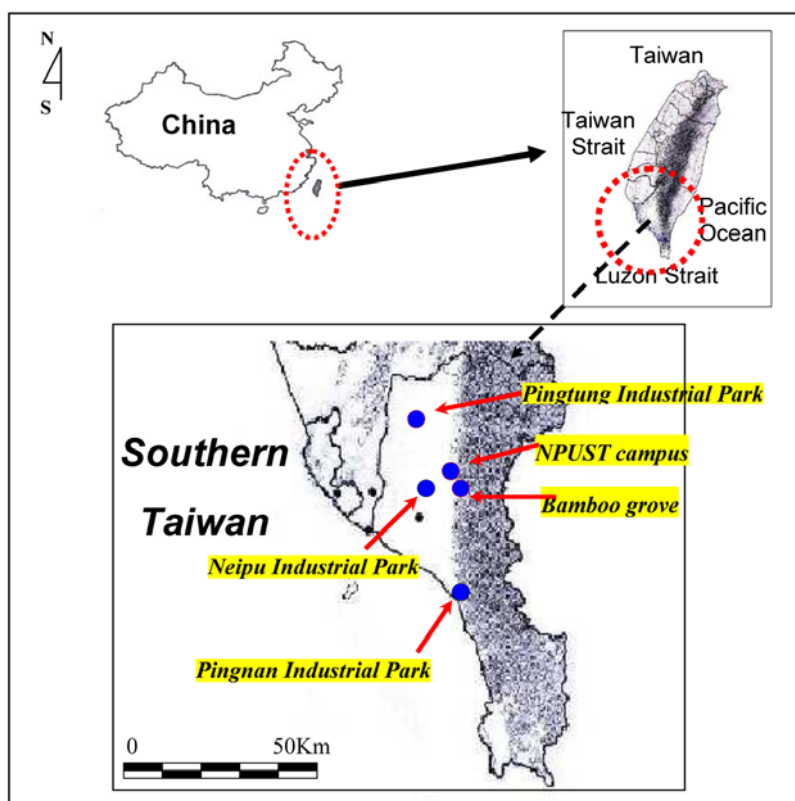 N
S
China
Taiwan
Taiwan
Strait
Pacific
Ocean
Luzon Strait
Pingtung Industrial Park
NPUST campus
Bamboo grove
Southern
Taiwan
Neipu Industrial Park
Pingnan Industrial Park
0 50Km